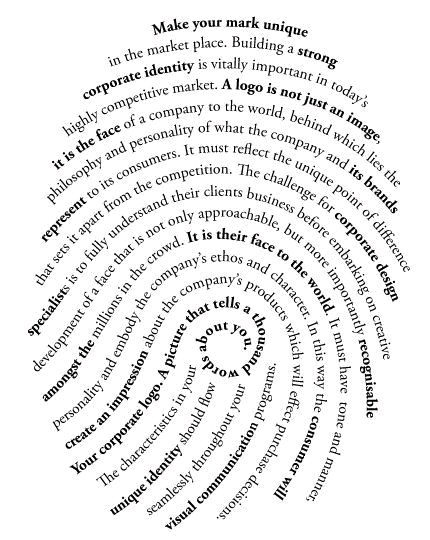 Make your mark unique
in the market place. Building a strong
corporate identity is vitally important in today's
highly competitive market. A logo is not just an image,
it is the face of a company to the world, behind which lies the
philosophy and personality of what the company and its brands
represent to its consumers. It must reflect the unique point of difference
that sets it apart from the competition. The challenge for corporate design
specialists is to fully understand their clients business before embarking on creative
development of a face that is not only approachable, but more importantly recognisable
amongst the millions in the crowd. It is their face to the world. It must have tone and manner,
personality and embody the company's ethos and character. In this way the consumer will
create an impression about the company's products which will effect purchase decisions.
Your corporate logo. A picture that tells a thousand words about you.
The characteristics in your
unique identity should flow
seamlessly throughout your
visual communication programs.